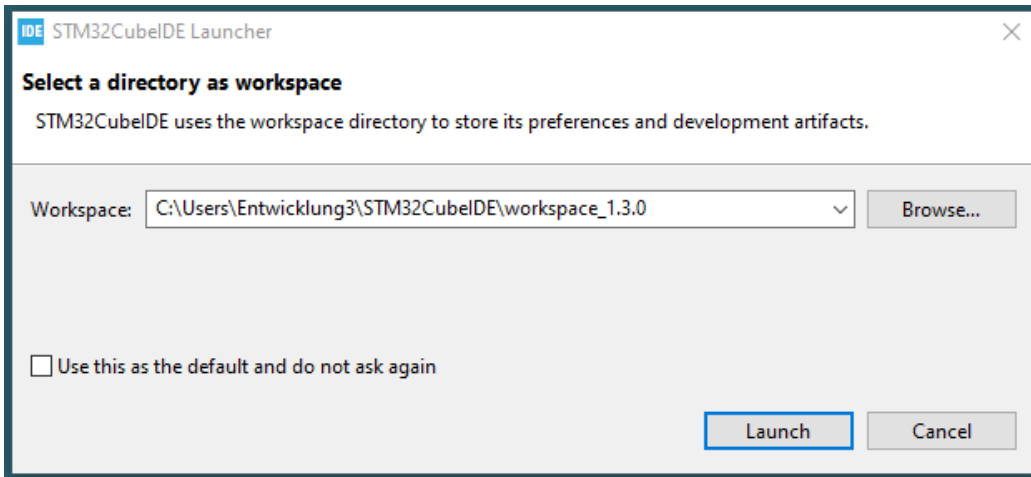 IDE STM32CubeIDE Launcher
Select a directory as workspace
STM32CubeIDE uses the workspace directory to store its preferences and development artifacts.
Workspace: C:\Users\Entwicklung3\STM32CubeIDE\workspace_1.3.0 Browse...
Use this as the default and do not ask again
Launch Cancel